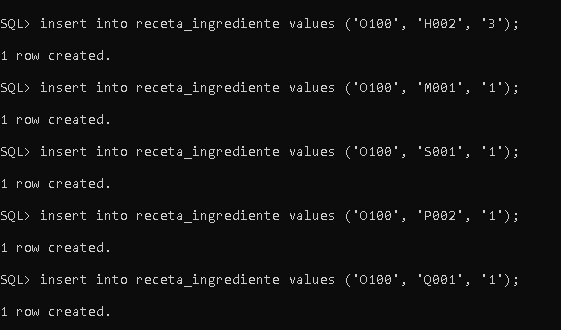 SQL> insert into receta_ingrediente values ('O100', 'H002', '3');
1 row created.
SQL> insert into receta_ingrediente values ('O100', 'M001', '1');
1 row created.
SQL> insert into receta_ingrediente values ('O100', 'S001', '1');
1 row created.
SQL> insert into receta_ingrediente values ('O100', 'P002', '1');
1 row created.
SQL> insert into receta_ingrediente values ('O100', 'Q001', '1');
1 row created.